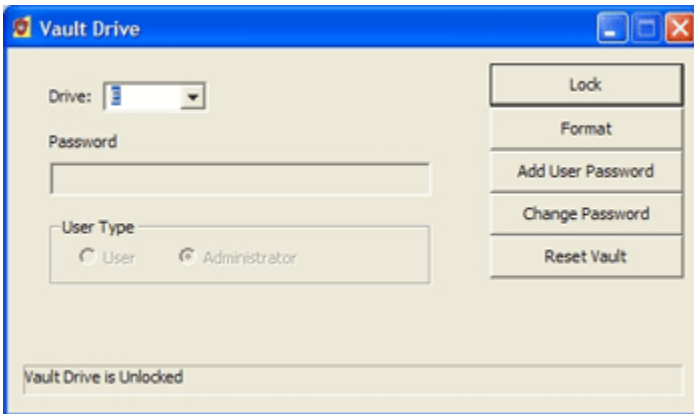 Vault Drive
Drive:
Password
User Type
User
Administrator
Lock
Format
Add User Password
Change Password
Reset Vault
Vault Drive is Unlocked